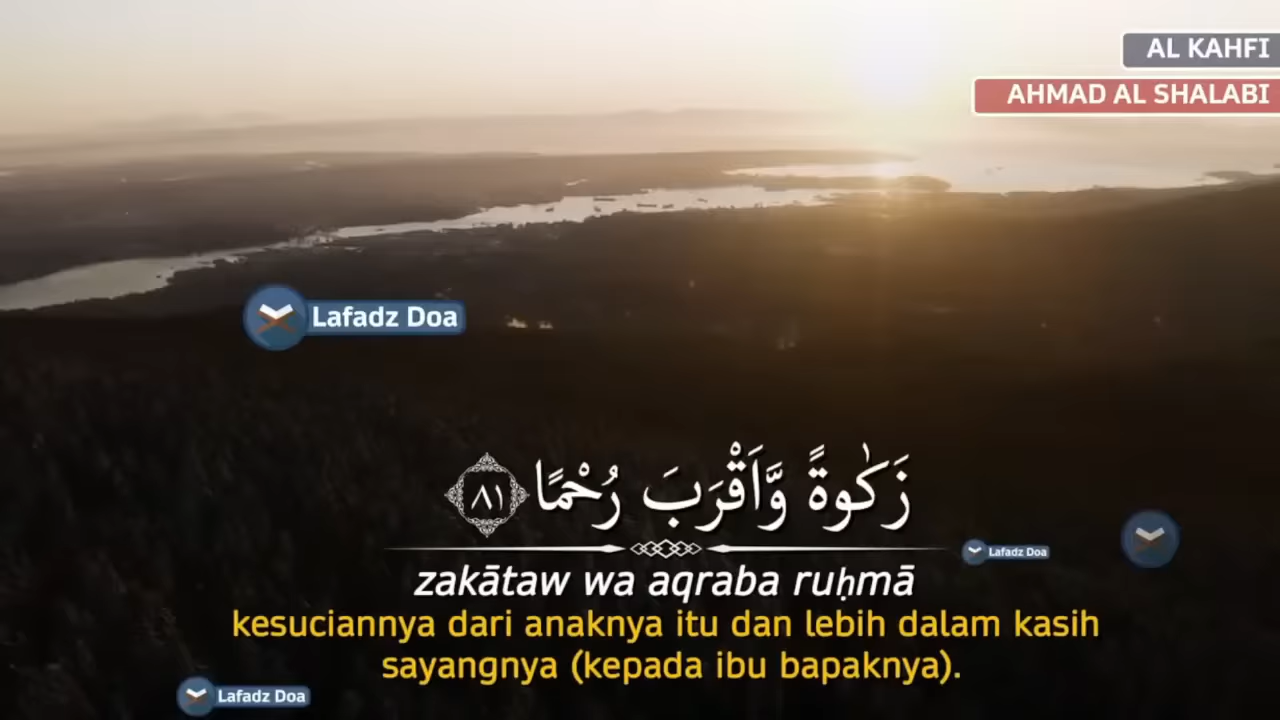 AL KAHFI
AHMAD AL SHALABI
Lafadz Doa
زَكٰوةً وَّاَقْرَبَ رُحْمًا ٨١
Lafadz Doa
zakātaw wa aqraba ruḥmā
kesuciannya dari anaknya itu dan lebih dalam kasih
sayangnya (kepada ibu bapaknya).
Lafadz Doa